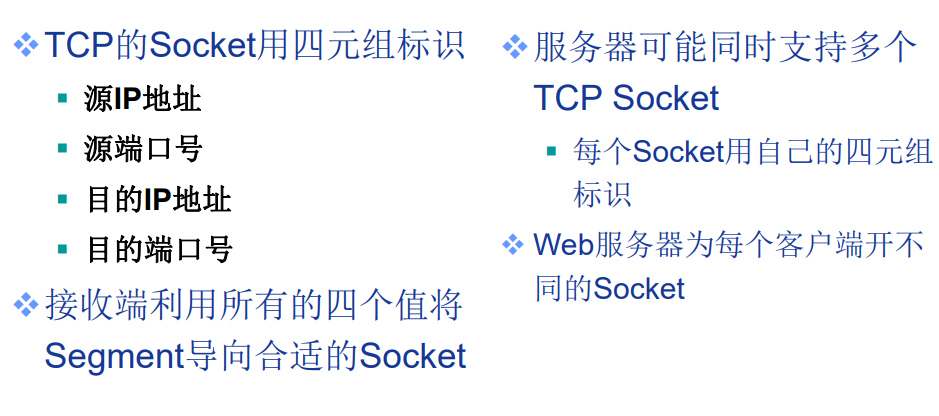 TCP的Socket用四元组标识
源IP地址
源端口号
目的IP地址
目的端口号
接收端利用所有的四个值将
Segment导向合适的Socket
服务器可能同时支持多个
TCP Socket
每个Socket用自己的四元组
标识
Web服务器为每个客户端开不
同的Socket